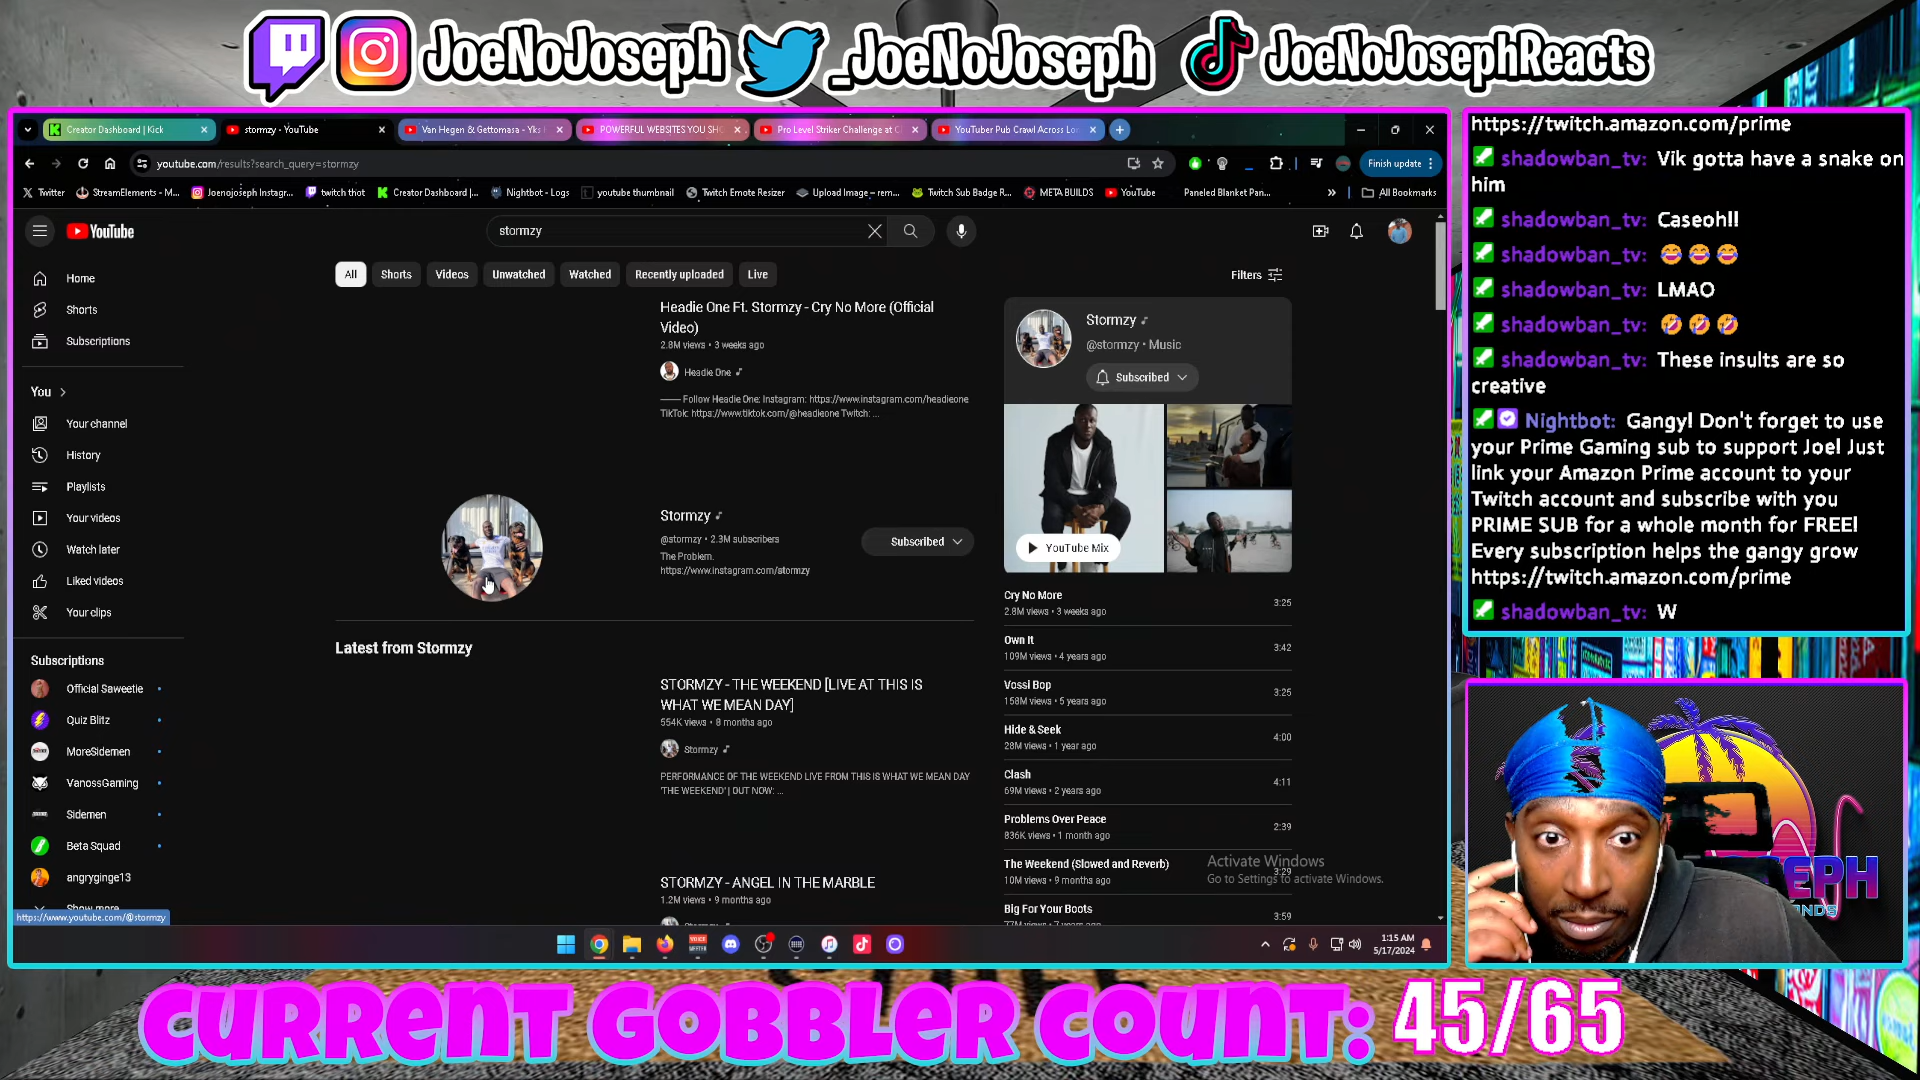 JoeNoJoseph
_JoeNoJoseph
JoeNoJosephReacts
Creator Dashboard | Kick
stormzy - YouTube
Van Hegen & Gettomasa - Yks
POWERFUL WEBSITES YOU SH
Pro Level Striker Challenge at C
YouTuber Pub Crawl Across Lon
youtube.com/results?search_query=stormzy
Finish update
Twitter
StreamElements - M...
Joenojoseph Instagr...
twitch thot
Creator Dashboard |...
Nightbot - Logs
youtube thumbnail
Twitch Emote Resizer
Upload Image – rem...
Twitch Sub Badge R...
META BUILDS
YouTube
Paneled Blanket Pan...
»
All Bookmarks
YouTube
stormzy
Home
Shorts
Subscriptions
You
Your channel
History
Playlists
Your videos
Watch later
Liked videos
Your clips
Subscriptions
Official Saweetie
Quiz Blitz
MoreSidemen
VanossGaming
Sidemen
Beta Squad
angryginge13
Show more
https://www.youtube.com/@stormzy
All
Shorts
Videos
Unwatched
Watched
Recently uploaded
Live
Filters
Headie One Ft. Stormzy - Cry No More (Official
Video)
2.8M views • 3 weeks ago
Headie One
—— Follow Headie One: Instagram: https://www.instagram.com/headieone
TikTok: https://www.tiktok.com/@headieone Twitch: ...
Stormzy
@stormzy • 2.3M subscribers
The Problem.
https://www.instagram.com/stormzy
Subscribed
Latest from Stormzy
STORMZY - THE WEEKEND [LIVE AT THIS IS
WHAT WE MEAN DAY]
554K views • 8 months ago
Stormzy
PERFORMANCE OF THE WEEKEND LIVE FROM THIS IS WHAT WE MEAN DAY
'THE WEEKEND' | OUT NOW: ...
STORMZY - ANGEL IN THE MARBLE
1.2M views • 9 months ago
Stormzy
@stormzy • Music
Subscribed
YouTube Mix
Cry No More
2.8M views • 3 weeks ago
3:25
Own It
109M views • 4 years ago
3:42
Vossi Bop
158M views • 5 years ago
3:25
Hide & Seek
28M views • 1 year ago
4:00
Clash
69M views • 2 years ago
4:11
Problems Over Peace
836K views • 1 month ago
2:39
The Weekend (Slowed and Reverb)
10M views • 9 months ago
3:29
Big For Your Boots
77M views • 7 years ago
3:59
Activate Windows
Go to Settings to activate Windows.
1:15 AM
5/17/2024
https://twitch.amazon.com/prime
shadowban_tv: Vik gotta have a snake on
him
shadowban_tv: Caseoh!!
shadowban_tv: 😂😂😂
shadowban_tv: LMAO
shadowban_tv: 🤣🤣🤣
shadowban_tv: These insults are so
creative
Nightbot: Gangy! Don't forget to use
your Prime Gaming sub to support Joe! Just
link your Amazon Prime account to your
Twitch account and subscribe with you
PRIME SUB for a whole month for FREE!
Every subscription helps the gangy grow
https://twitch.amazon.com/prime
shadowban_tv: W
CURRENT GOBBLER COUNT: 45/65